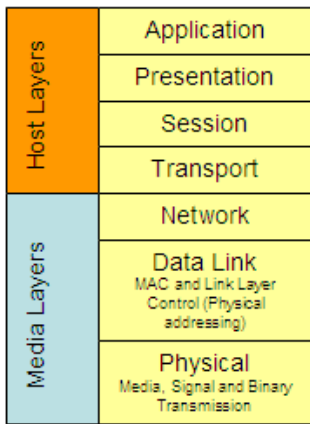 Host Layers
Application
Presentation
Session
Transport
Media Layers
Network
Data Link
MAC and Link Layer
Control (Physical
addressing)
Physical
Media, Signal and Binary
Transmission